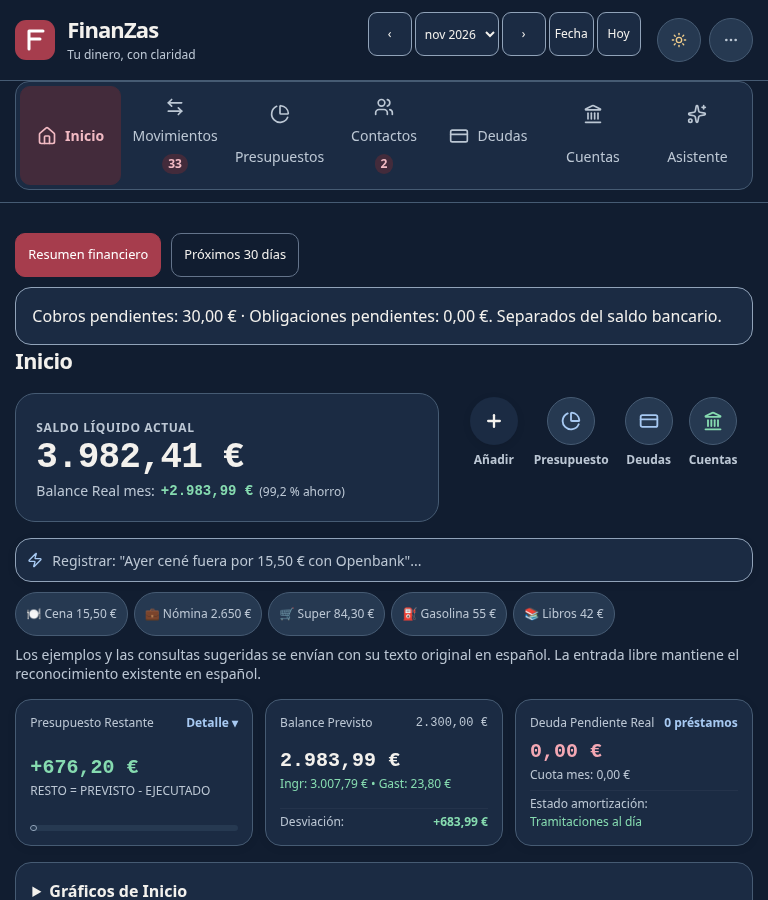 FinanZas
Tu dinero, con claridad
‹
nov 2026
›
Fecha
Hoy
Inicio
Movimientos
33
Presupuestos
Contactos
2
Deudas
Cuentas
Asistente
Resumen financiero
Próximos 30 días
Cobros pendientes: 30,00 € · Obligaciones pendientes: 0,00 €. Separados del saldo bancario.
Inicio
SALDO LÍQUIDO ACTUAL
3.982,41 €
Balance Real mes: +2.983,99 € (99,2 % ahorro)
Añadir
Presupuesto
Deudas
Cuentas
Registrar: "Ayer cené fuera por 15,50 € con Openbank"...
🍽️ Cena 15,50 €
💼 Nómina 2.650 €
🛒 Super 84,30 €
⛽ Gasolina 55 €
📚 Libros 42 €
Los ejemplos y las consultas sugeridas se envían con su texto original en español. La entrada libre mantiene el
reconocimiento existente en español.
Presupuesto Restante
Detalle ▾
+676,20 €
RESTO = PREVISTO - EJECUTADO
Balance Previsto
2.300,00 €
2.983,99 €
Ingr: 3.007,79 € • Gast: 23,80 €
Desviación:
+683,99 €
Deuda Pendiente Real
0 préstamos
0,00 €
Cuota mes: 0,00 €
Estado amortización:
Tramitaciones al día
▶ Gráficos de Inicio